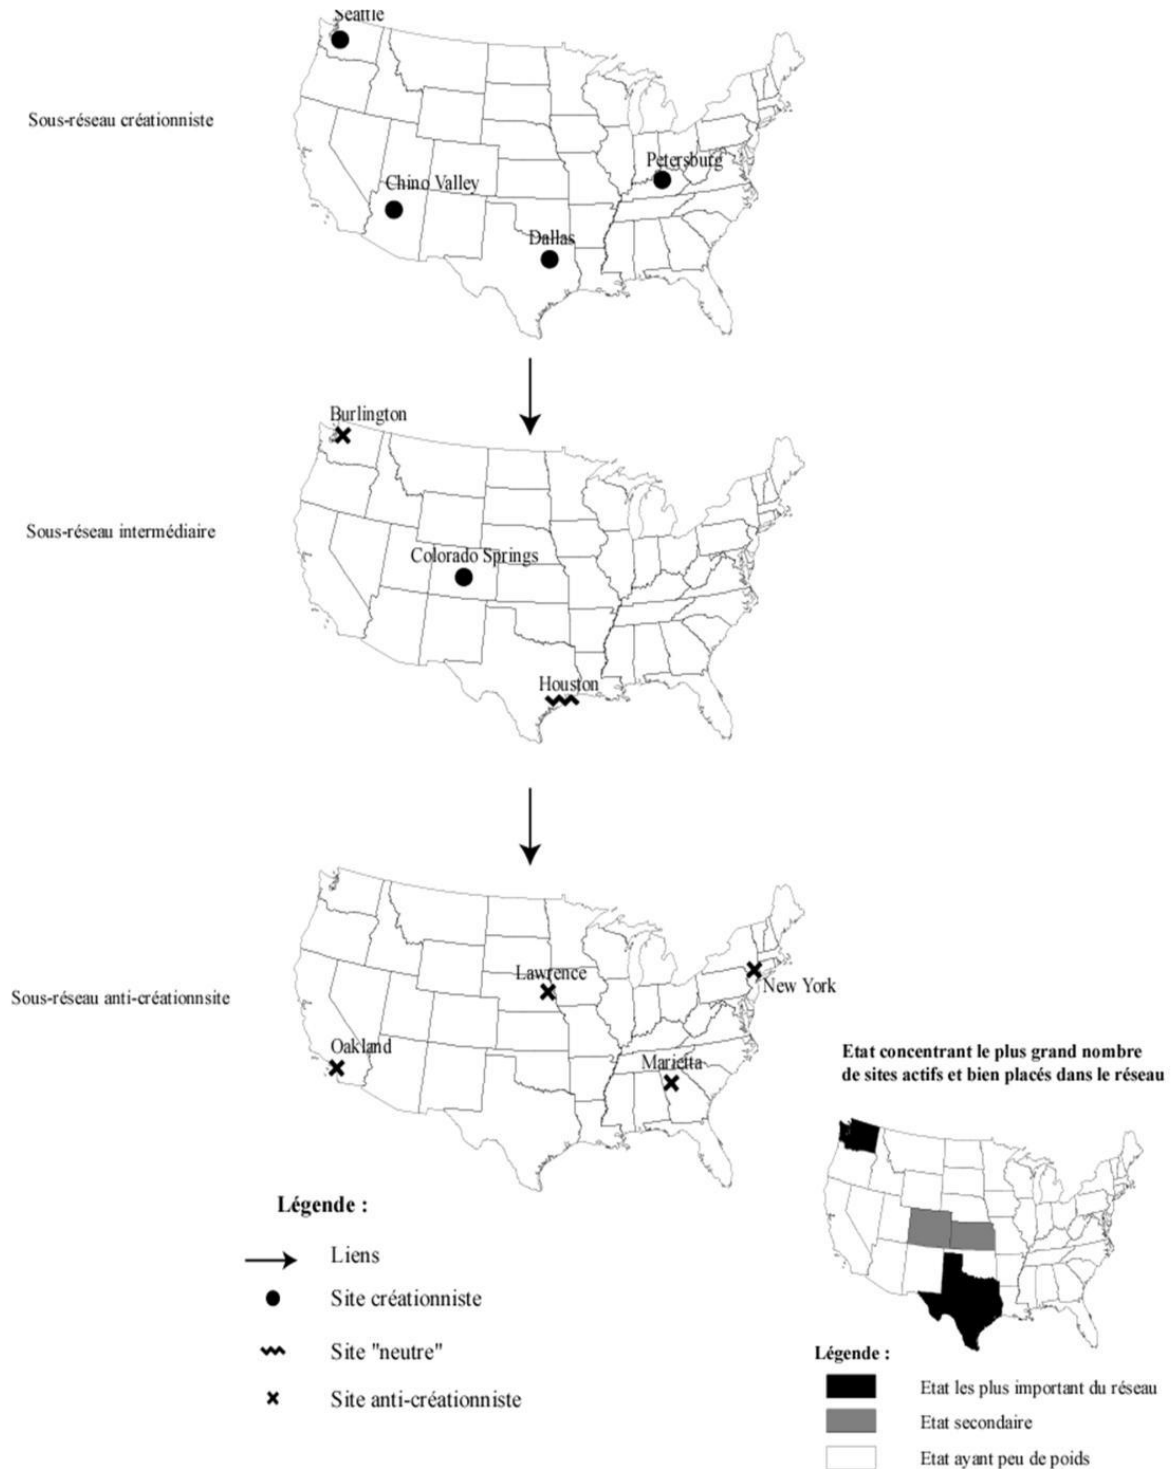 Seattle
Sous-réseau créationniste
Petersburg
Chino Valley
Dallas
Burlington
Sous-réseau intermédiaire
Colorado Springs
Houston
Sous-réseau anti-créationnsite
Lawrence
New York
Oakland
Marietta
Etat concentrant le plus grand nombre
de sites actifs et bien placés dans le réseau
Légende :
Liens
Site créationniste
Site "neutre"
Site anti-créationniste
Légende :
Etat les plus important du réseau
Etat secondaire
Etat ayant peu de poids